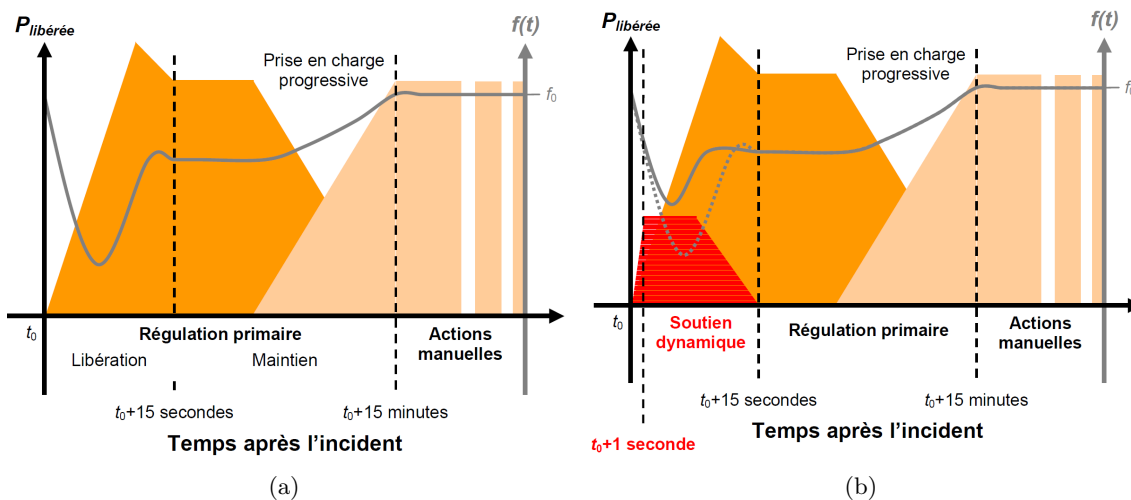 P libérée
f(t)
Prise en charge
progressive
f0
t0
Régulation primaire
Actions
manuelles
Libération
Maintien
t0+15 secondes
t0+15 minutes
Temps après l'incident
(a)
P libérée
f(t)
Prise en charge
progressive
f0
t0
Soutien
dynamique
Régulation primaire
Actions
manuelles
t0+15 secondes
t0+15 minutes
t0+1 seconde
Temps après l'incident
(b)